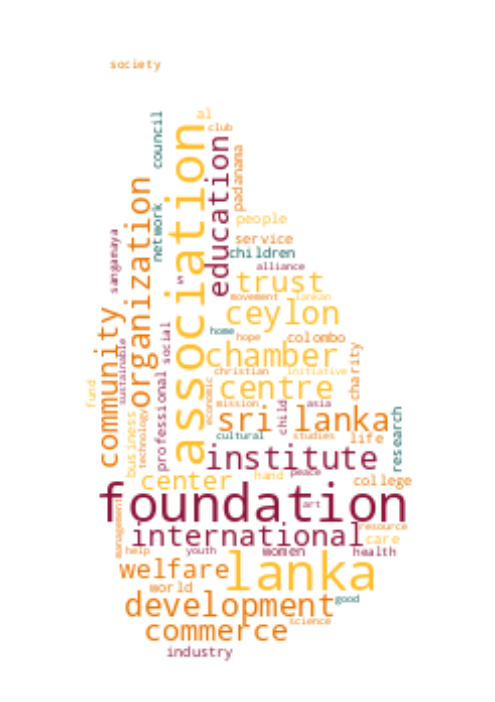 society
al
club
council
association
education
padanama
organization
network
people
service
children
sangamaya
alliance
sri
trust
movement
lankan
ceylon
home
hope
colombo
community
sustainable
social
chamber
charity
christian
initiative
fund
professional
economic
centre
mission
child
asia
business
technology
sri lanka
research
cultural
studies
life
institute
center
hand
peace
college
foundation
art
management
international
resource
care
help
youth
women
health
welfare
lanka
world
development
good
commerce
science
industry